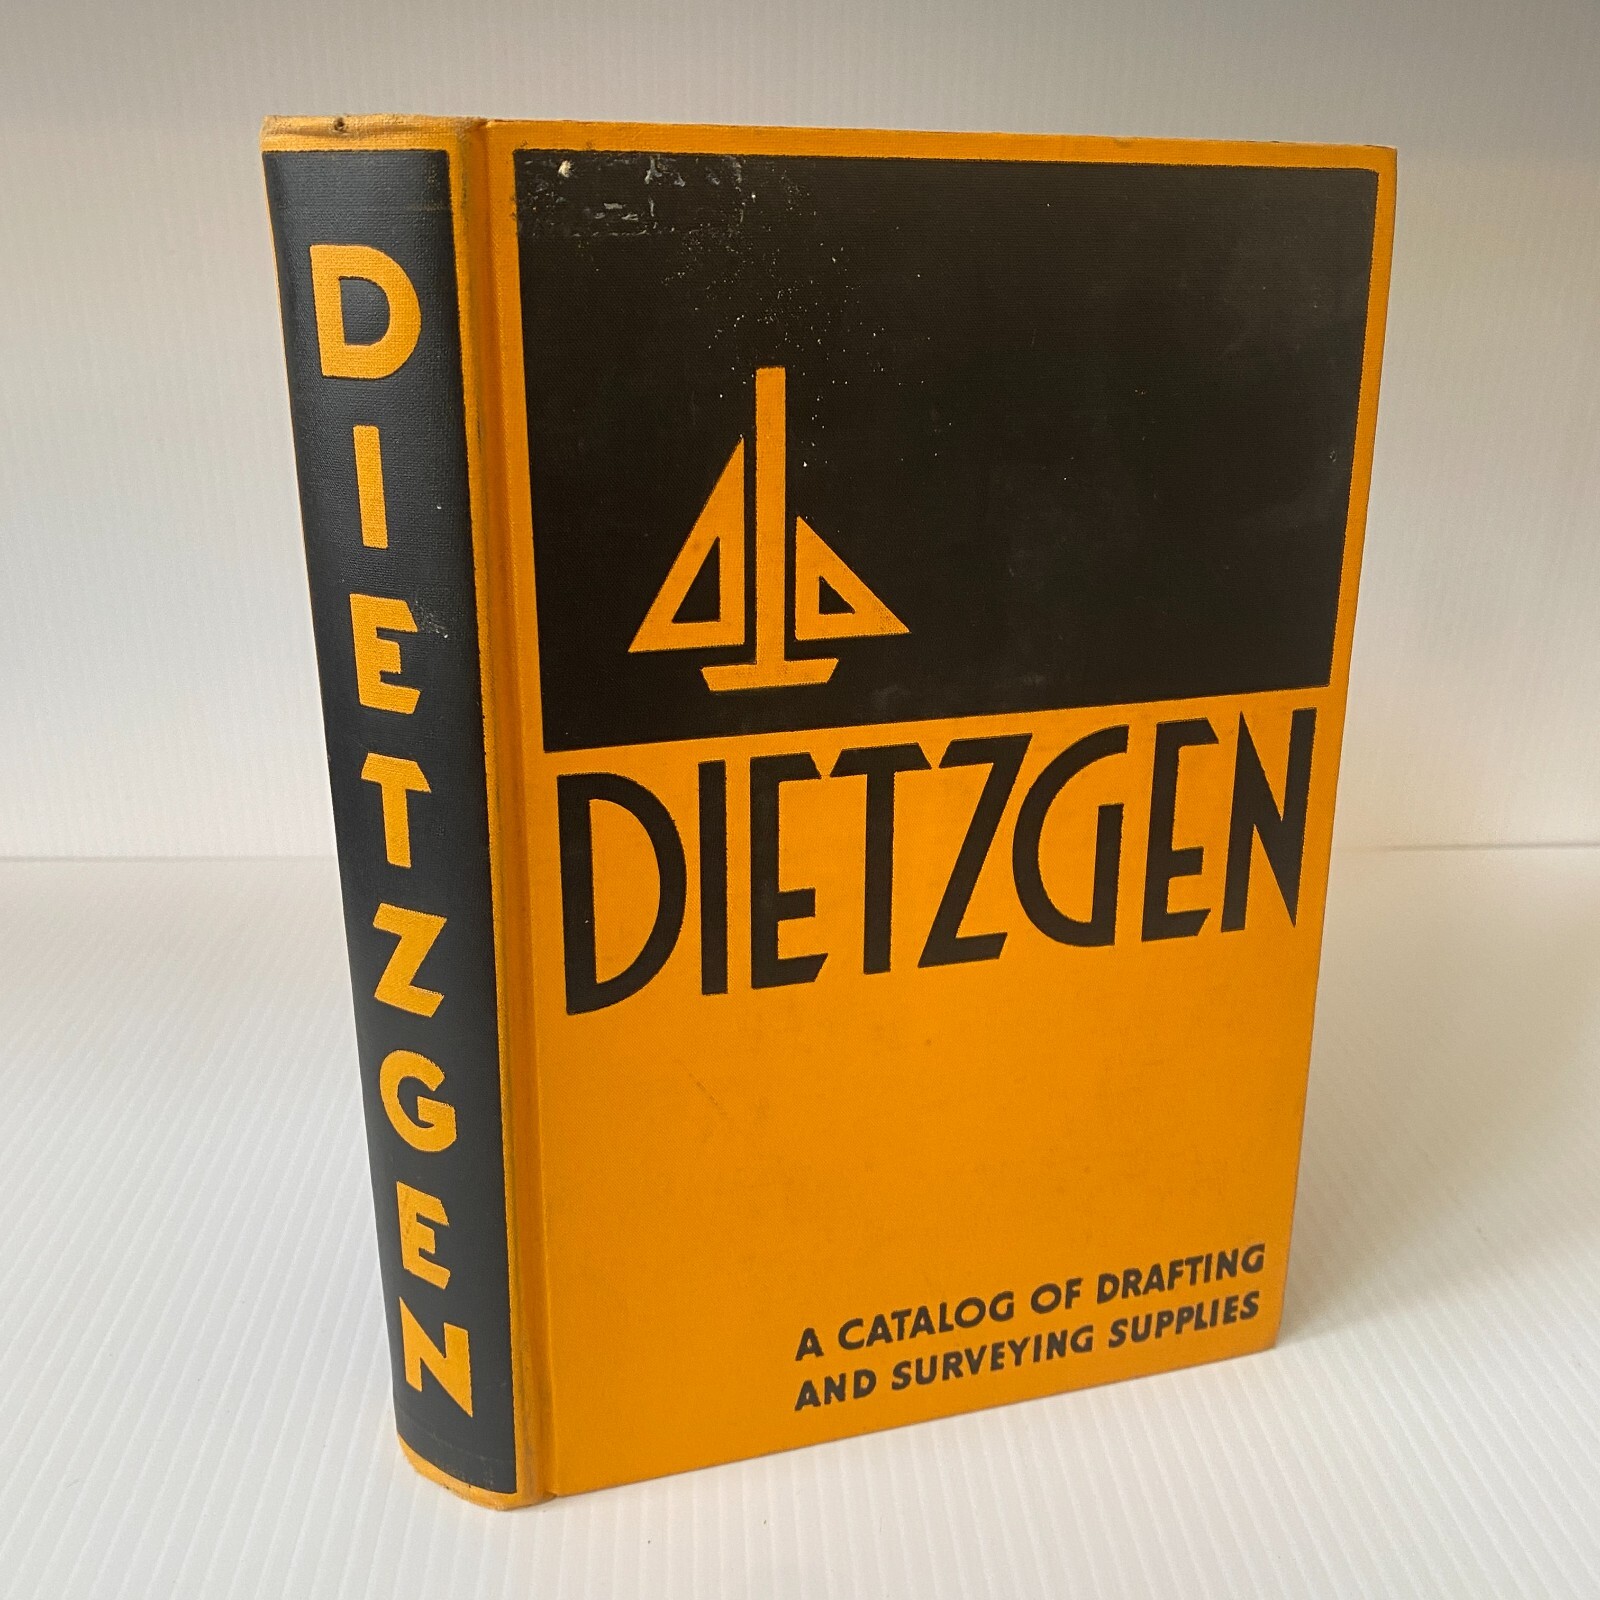 DIETZGEN
DIETZGEN
A CATALOG OF DRAFTING
AND SURVEYING SUPPLIES